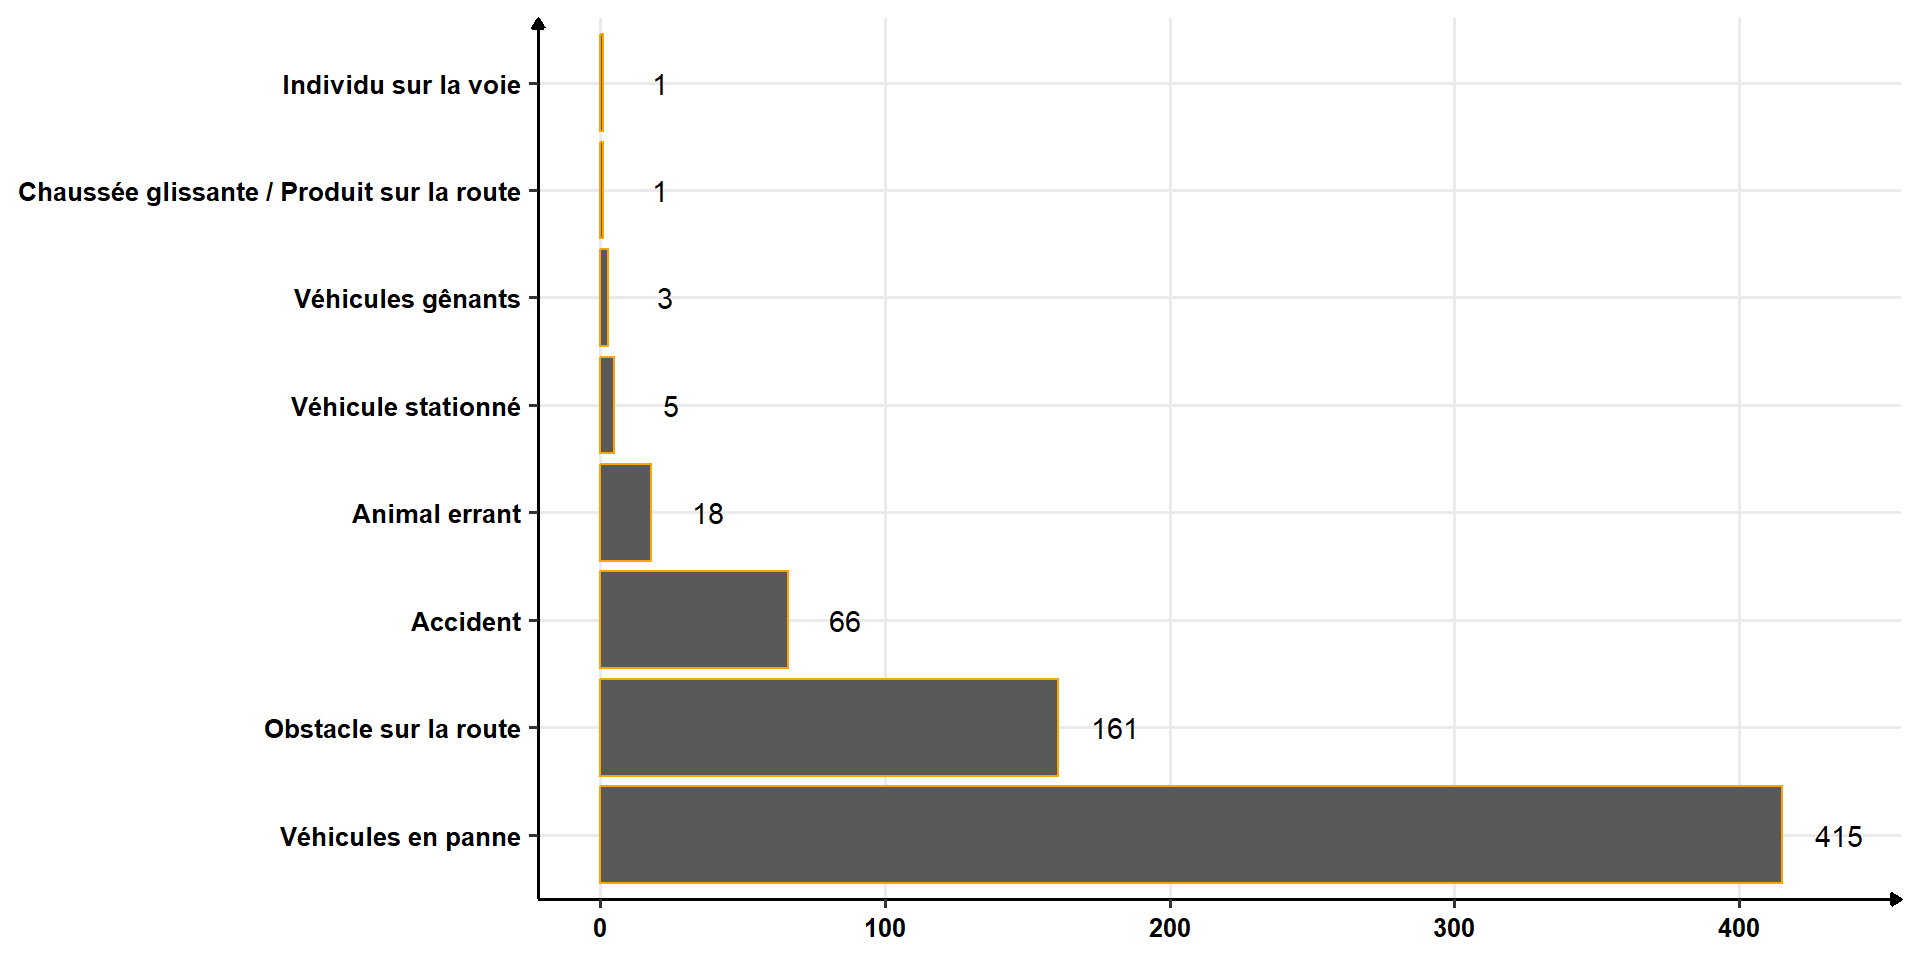 Individu sur la voie 1
Chaussée glissante / Produit sur la route 1
Véhicules gênants 3
Véhicule stationné 5
Animal errant 18
Accident 66
Obstacle sur la route 161
Véhicules en panne 415
0 100 200 300 400